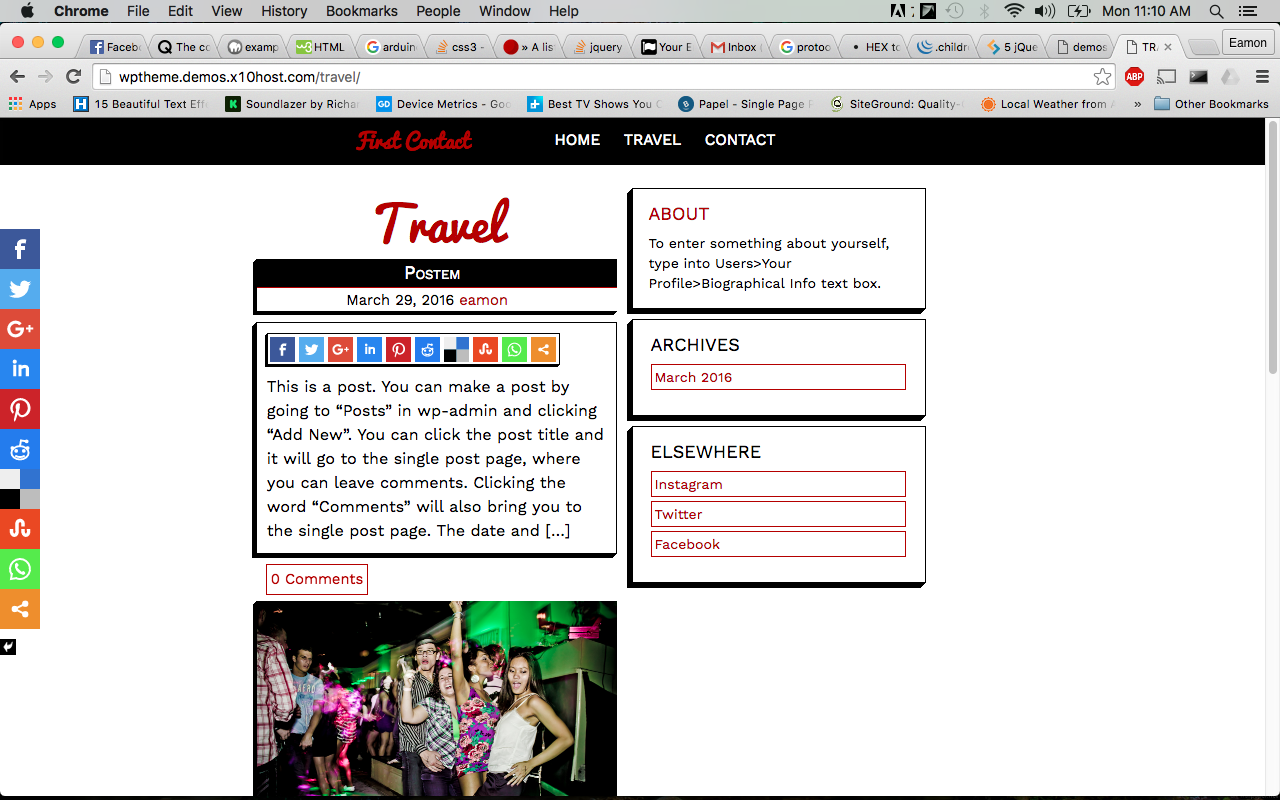 Chrome File Edit View History Bookmarks People Window Help Mon 11:10 AM
Faceb The co examp HTML arduin css3 - » A lis jquery Your E Inbox protoc HEX to .childre 5 jQue demos TRA Eamon
wptheme.demos.x10host.com/travel/
Apps 15 Beautiful Text Effe Soundlazer by Richar Device Metrics - Goo Best TV Shows You C Papel - Single Page P SiteGround: Quality- Local Weather from A » Other Bookmarks
First Contact HOME TRAVEL CONTACT
Travel
Postem
March 29, 2016 eamon
This is a post. You can make a post by
going to “Posts” in wp-admin and clicking
“Add New”. You can click the post title and
it will go to the single post page, where
you can leave comments. Clicking the
word “Comments” will also bring you to
the single post page. The date and […]
0 Comments
ABOUT
To enter something about yourself,
type into Users>Your
Profile>Biographical Info text box.
ARCHIVES
March 2016
ELSEWHERE
Instagram
Twitter
Facebook